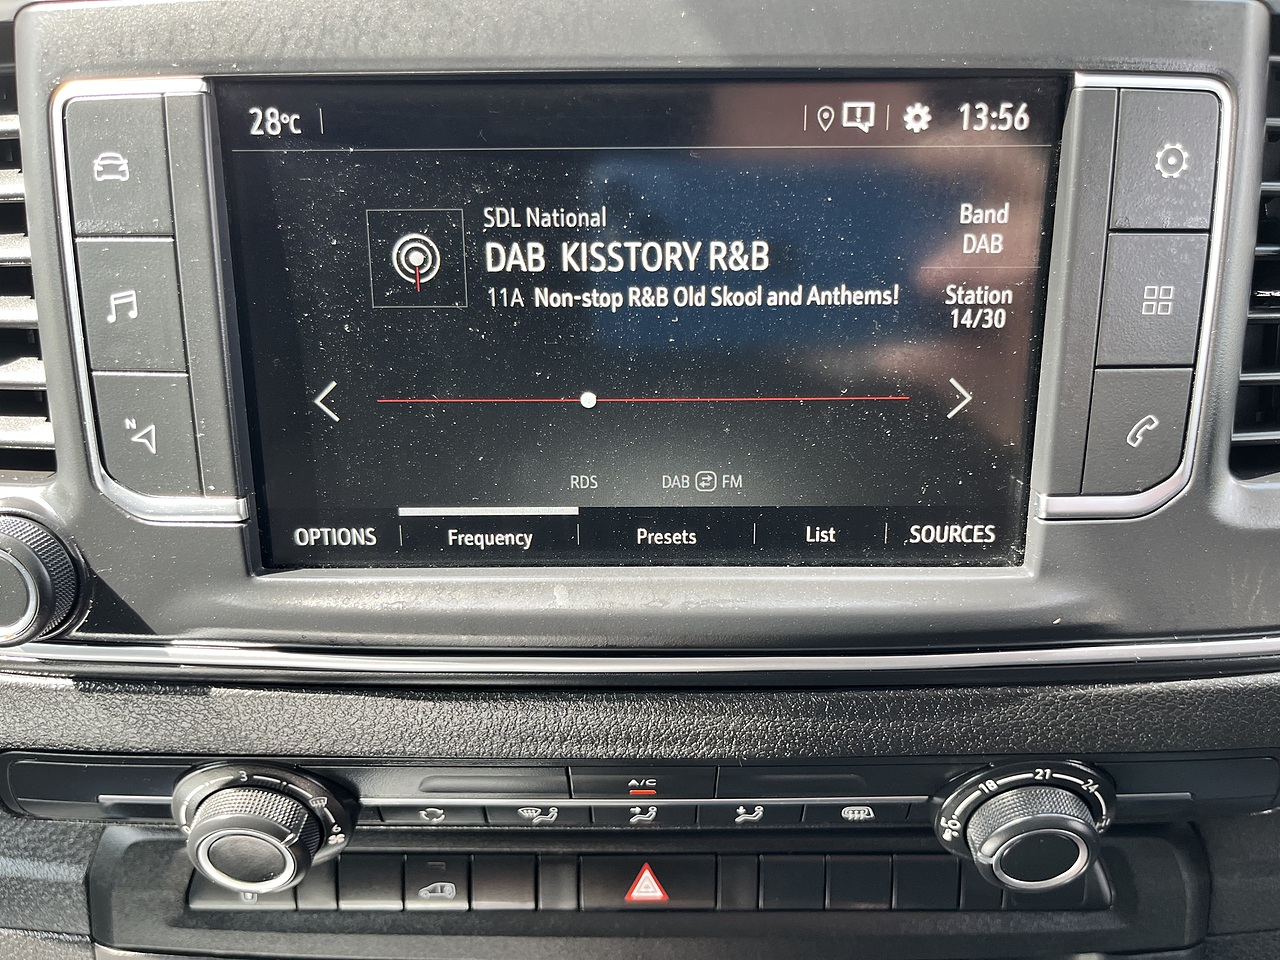 28°C
13:56
SDL National
DAB KISSTORY R&B
11A Non-stop R&B Old Skool and Anthems!
Band
DAB
Station
14/30
N
RDS
DAB FM
OPTIONS
Frequency
Presets
List
SOURCES
A/C
3
6
18
21
24